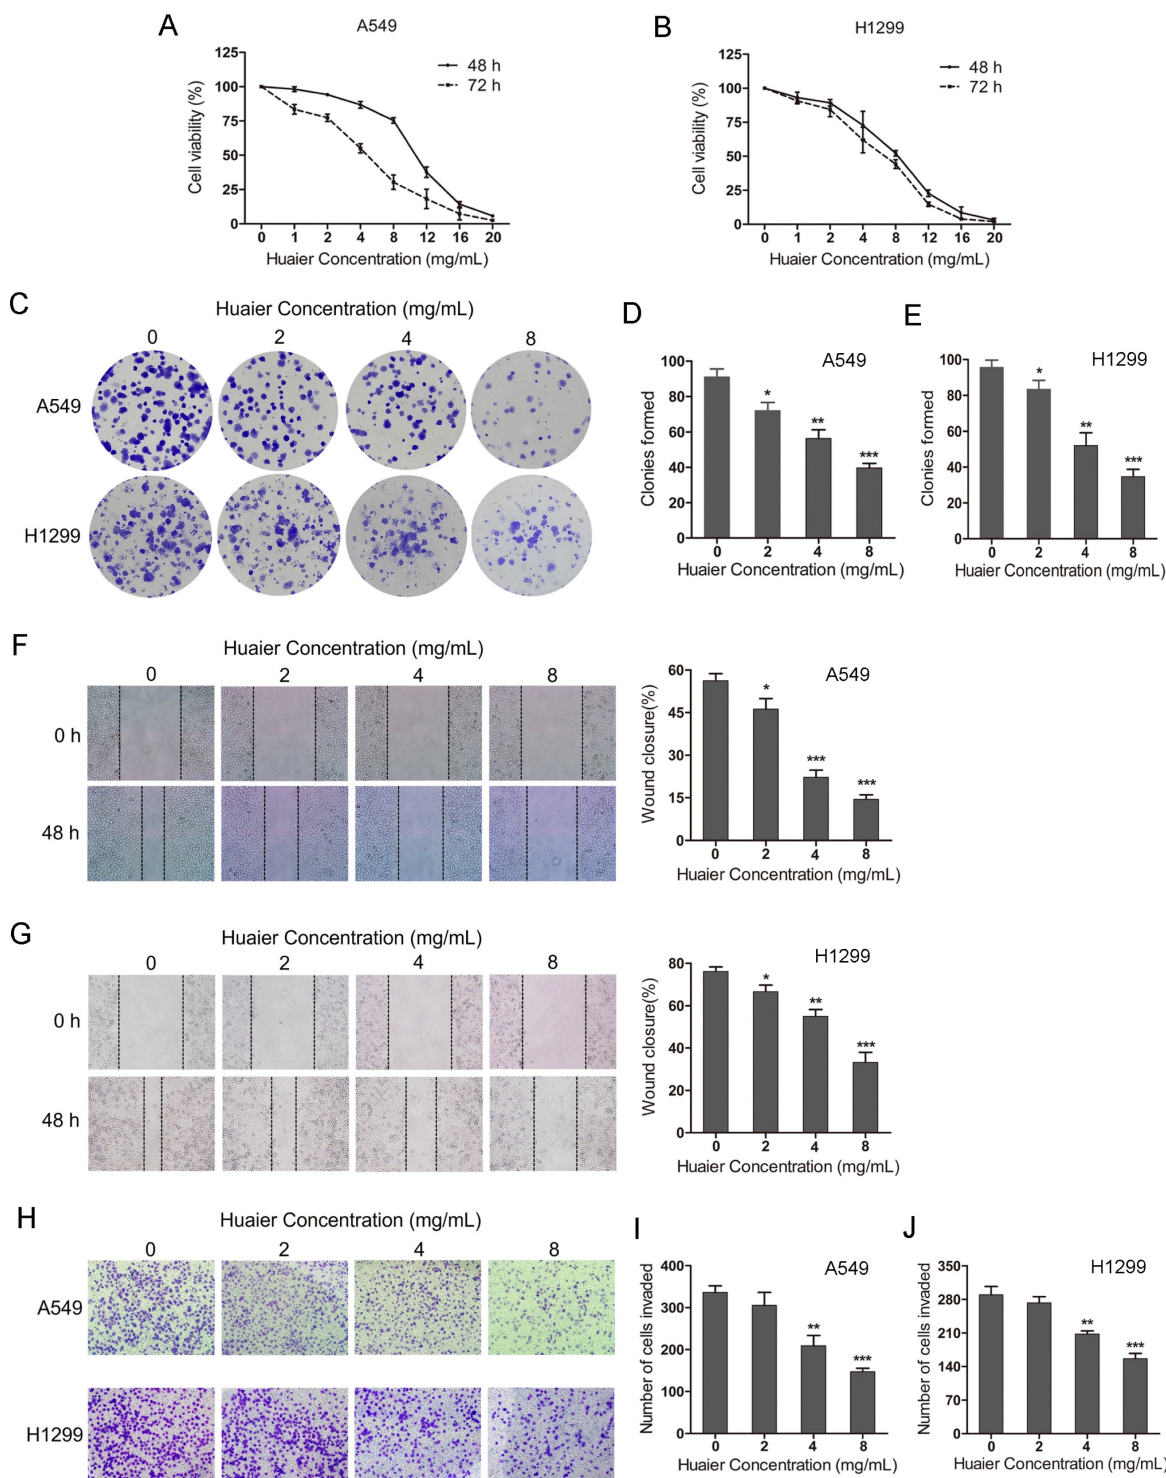 A
A549
Cell viability (%)
125
100
75
50
25
0
48 h
72 h
0 1 2 4 8 12 16 20
Huaier Concentration (mg/mL)
B
H1299
Cell viability (%)
125
100
75
50
25
0
48 h
72 h
0 1 2 4 8 12 16 20
Huaier Concentration (mg/mL)
C
Huaier Concentration (mg/mL)
0 2 4 8
A549
H1299
D
A549
Clonies formed
100
80
60
40
20
0
* ** ***
0 2 4 8
Huaier Concentration (mg/mL)
E
H1299
Clonies formed
100
80
60
40
20
0
* ** ***
0 2 4 8
Huaier Concentration (mg/mL)
F
Huaier Concentration (mg/mL)
0 2 4 8
0 h
48 h
A549
Wound closure(%)
60
45
30
15
0
* *** ***
0 2 4 8
Huaier Concentration (mg/mL)
G
Huaier Concentration (mg/mL)
0 2 4 8
0 h
48 h
H1299
Wound closure(%)
80
60
40
20
0
* ** ***
0 2 4 8
Huaier Concentration (mg/mL)
H
Huaier Concentration (mg/mL)
0 2 4 8
A549
H1299
I
A549
Number of cells invaded
400
300
200
100
0
** ***
0 2 4 8
Huaier Concentration (mg/mL)
J
H1299
Number of cells invaded
350
280
210
140
70
0
** ***
0 2 4 8
Huaier Concentration (mg/mL)